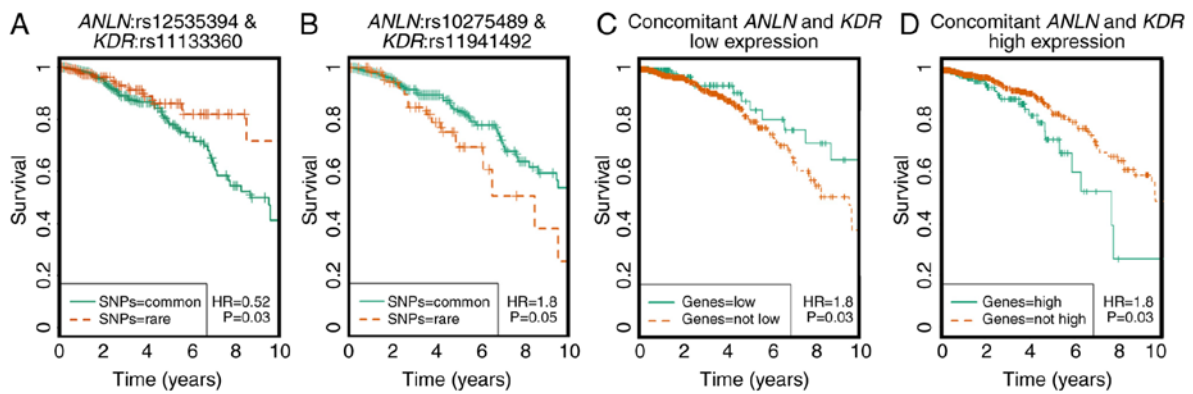 A
ANLN:rs12535394 &
KDR:rs11133360
Survival
1
0.8
0.6
0.4
0.2
0
SNPs=common
SNPs=rare
HR=0.52
P=0.03
0 2 4 6 8 10
Time (years)
B
ANLN:rs10275489 &
KDR:rs11941492
Survival
1
0.8
0.6
0.4
0.2
0
SNPs=common
SNPs=rare
HR=1.8
P=0.05
0 2 4 6 8 10
Time (years)
C
Concomitant ANLN and KDR
low expression
Survival
1
0.8
0.6
0.4
0.2
0
Genes=low
Genes=not low
HR=1.8
P=0.03
0 2 4 6 8 10
Time (years)
D
Concomitant ANLN and KDR
high expression
Survival
1
0.8
0.6
0.4
0.2
0
Genes=high
Genes=not high
HR=1.8
P=0.03
0 2 4 6 8 10
Time (years)